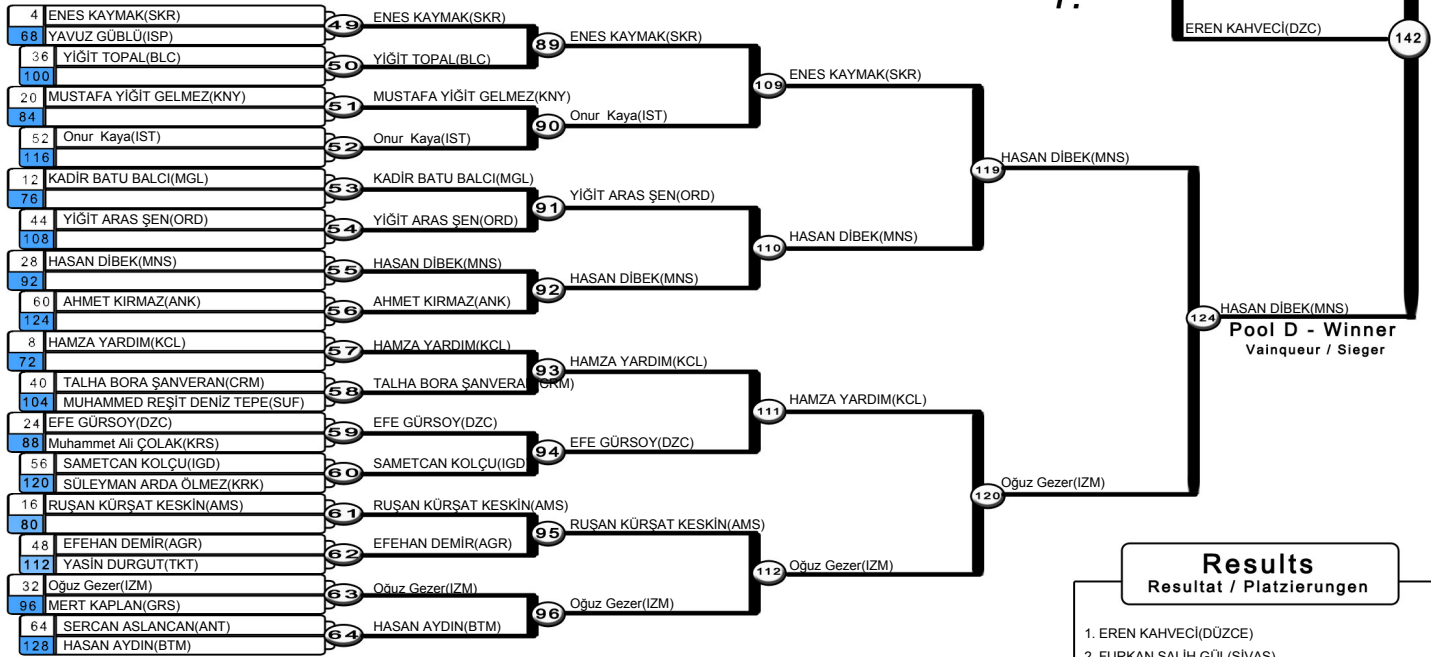 1.
EREN KAHVECİ(DZC)
142
4 ENES KAYMAK(SKR)
68 YAVUZ GÜBLÜ(ISP)
49
36 YİĞİT TOPAL(BLC)
100
50
20 MUSTAFA YİĞİT GELMEZ(KNY)
84
51
52 Onur Kaya(IST)
116
52
12 KADİR BATU BALCI(MGL)
76
53
44 YİĞİT ARAS ŞEN(ORD)
108
54
28 HASAN DİBEK(MNS)
92
55
60 AHMET KIRMAZ(ANK)
124
56
8 HAMZA YARDIM(KCL)
72
57
40 TALHA BORA ŞANVERAN(CRM)
104 MUHAMMED REŞİT DENİZ TEPE(SUF)
58
24 EFE GÜRSOY(DZC)
88 Muhammet Ali ÇOLAK(KRS)
59
56 SAMETCAN KOLÇU(IGD)
120 SÜLEYMAN ARDA ÖLMEZ(KRK)
60
16 RUŞAN KÜRŞAT KESKİN(AMS)
80
61
48 EFEHAN DEMİR(AGR)
112 YASİN DURGUT(TKT)
62
32 Oğuz Gezer(IZM)
96 MERT KAPLAN(GRS)
63
64 SERCAN ASLANCAN(ANT)
128 HASAN AYDIN(BTM)
64
ENES KAYMAK(SKR)
89
YİĞİT TOPAL(BLC)
MUSTAFA YİĞİT GELMEZ(KNY)
90
Onur Kaya(IST)
KADİR BATU BALCI(MGL)
91
YİĞİT ARAS ŞEN(ORD)
HASAN DİBEK(MNS)
92
AHMET KIRMAZ(ANK)
HAMZA YARDIM(KCL)
93
TALHA BORA ŞANVERAN(CRM)
EFE GÜRSOY(DZC)
94
SAMETCAN KOLÇU(IGD
RUŞAN KÜRŞAT KESKİN(AMS)
95
EFEHAN DEMİR(AGR)
Oğuz Gezer(IZM)
96
HASAN AYDIN(BTM)
ENES KAYMAK(SKR)
109
Onur Kaya(IST)
YİĞİT ARAS ŞEN(ORD)
110
HASAN DİBEK(MNS)
HAMZA YARDIM(KCL)
111
EFE GÜRSOY(DZC)
RUŞAN KÜRŞAT KESKİN(AMS)
112
Oğuz Gezer(IZM)
ENES KAYMAK(SKR)
119
HASAN DİBEK(MNS)
HAMZA YARDIM(KCL)
120
Oğuz Gezer(IZM)
HASAN DİBEK(MNS)
124
Oğuz Gezer(IZM)
HASAN DİBEK(MNS)
Pool D - Winner
Vainqueur / Sieger
Results
Resultat / Platzierungen
1. EREN KAHVECİ(DÜZCE)
2. FURKAN SALİH GÜL(SİVAS)